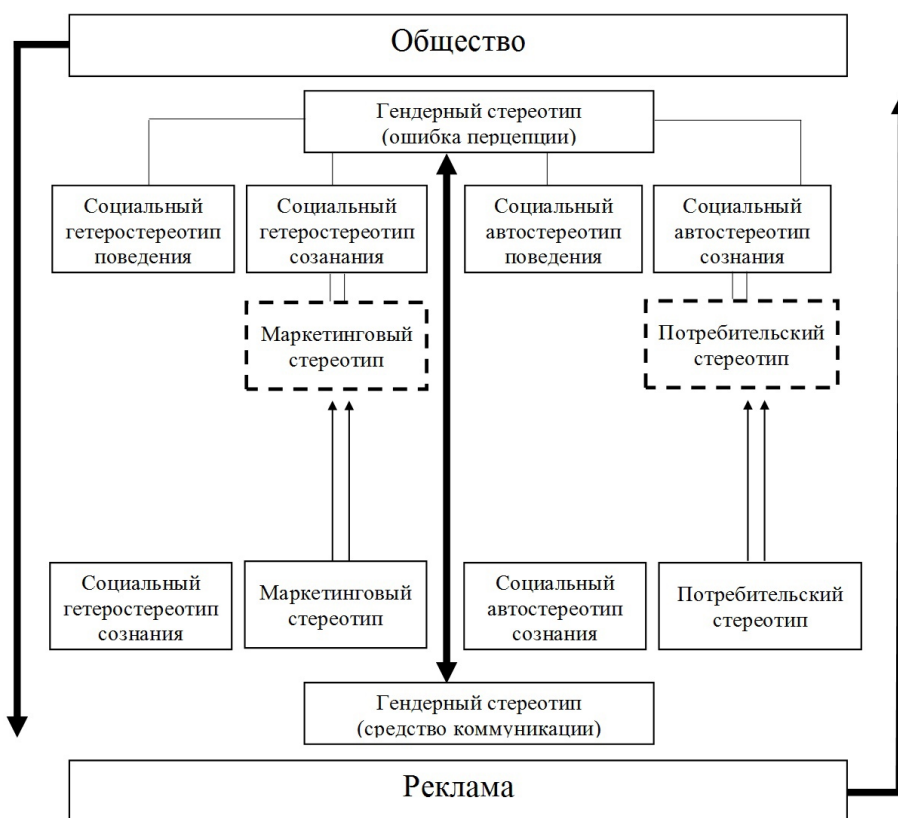 Общество
Гендерный стереотип
(ошибка перцепции)
Социальный
гетеростереотип
поведения
Социальный
гетеростереотип
созанания
Социальный
автостереотип
поведения
Социальный
автостереотип
сознания
Маркетинговый
стереотип
Потребительский
стереотип
Социальный
гетеростереотип
сознания
Маркетинговый
стереотип
Социальный
автостереотип
сознания
Потребительский
стереотип
Гендерный стереотип
(средство коммуникации)
Реклама